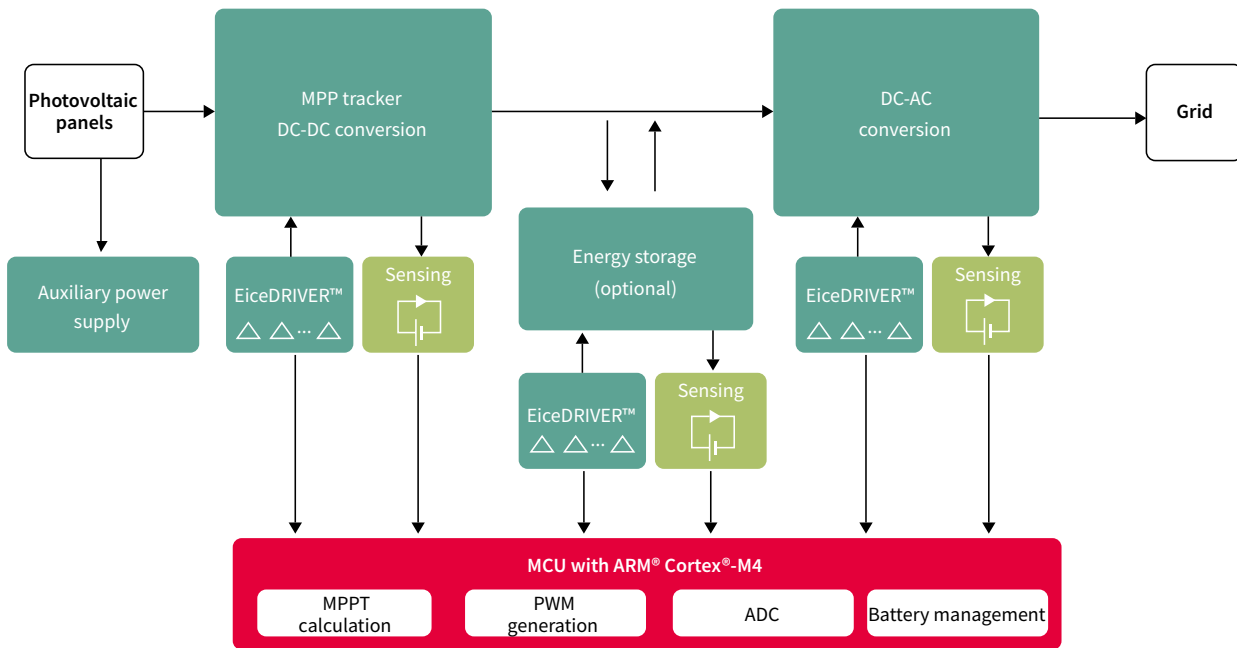 Photovoltaic
panels
MPP tracker
DC-DC conversion
DC-AC
conversion
Grid
Auxiliary power
supply
EiceDRIVER™
...
Sensing
Energy storage
(optional)
EiceDRIVER™
...
Sensing
EiceDRIVER™
...
Sensing
MCU with ARM® Cortex®-M4
MPPT
calculation
PWM
generation
ADC
Battery management